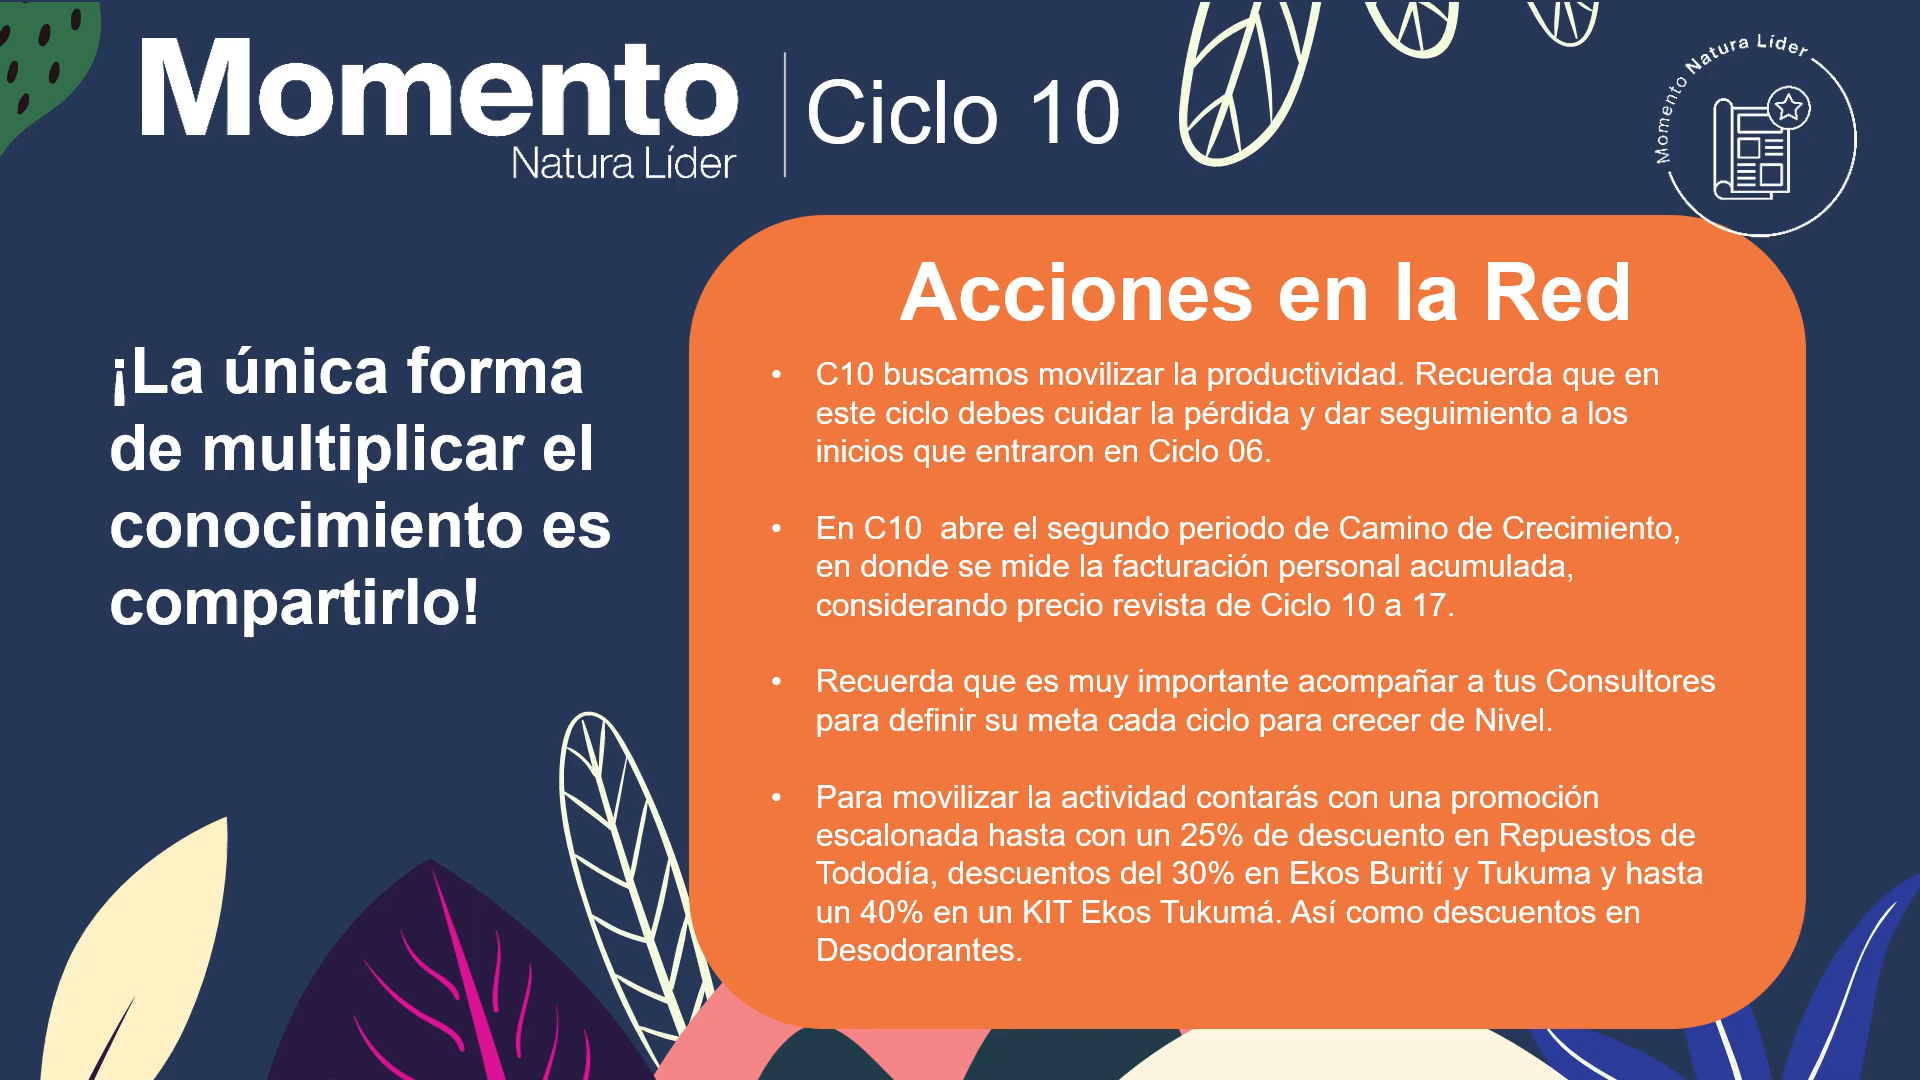 Momento
Natura Líder
Ciclo 10
Momento Natura Líder
¡La única forma
de multiplicar el
conocimiento es
compartirlo!
Acciones en la Red
• C10 buscamos movilizar la productividad. Recuerda que en
este ciclo debes cuidar la pérdida y dar seguimiento a los
inicios que entraron en Ciclo 06.
• En C10  abre el segundo periodo de Camino de Crecimiento,
en donde se mide la facturación personal acumulada,
considerando precio revista de Ciclo 10 a 17.
• Recuerda que es muy importante acompañar a tus Consultores
para definir su meta cada ciclo para crecer de Nivel.
• Para movilizar la actividad contarás con una promoción
escalonada hasta con un 25% de descuento en Repuestos de
Tododía, descuentos del 30% en Ekos Burití y Tukuma y hasta
un 40% en un KIT Ekos Tukumá. Así como descuentos en
Desodorantes.